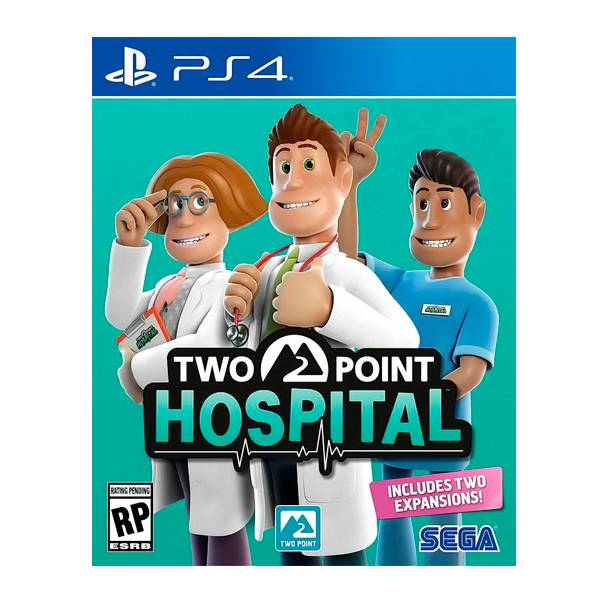 PS4
TWO POINT
HOSPITAL
INCLUDES TWO
EXPANSIONS!
RATING PENDING
RP
ESRB
TWO POINT
SEGA